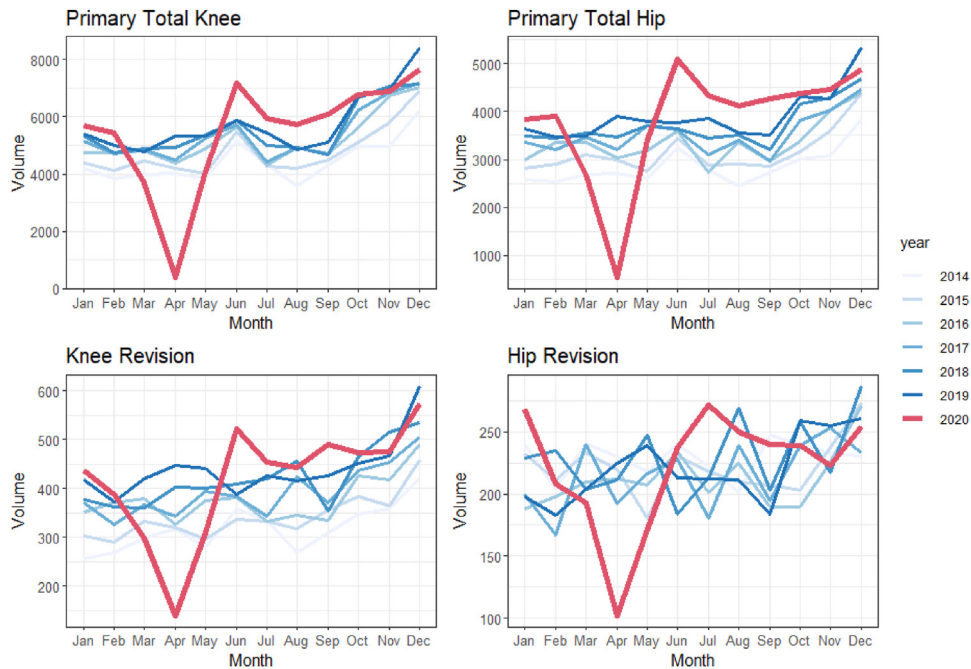 Primary Total Knee
Volume
8000
6000
4000
2000
0
Jan Feb Mar Apr May Jun Jul Aug Sep Oct Nov Dec
Month
Primary Total Hip
Volume
5000
4000
3000
2000
1000
Jan Feb Mar Apr May Jun Jul Aug Sep Oct Nov Dec
Month
Knee Revision
Volume
600
500
400
300
200
Jan Feb Mar Apr May Jun Jul Aug Sep Oct Nov Dec
Month
Hip Revision
Volume
250
200
150
100
Jan Feb Mar Apr May Jun Jul Aug Sep Oct Nov Dec
Month
year
2014
2015
2016
2017
2018
2019
2020